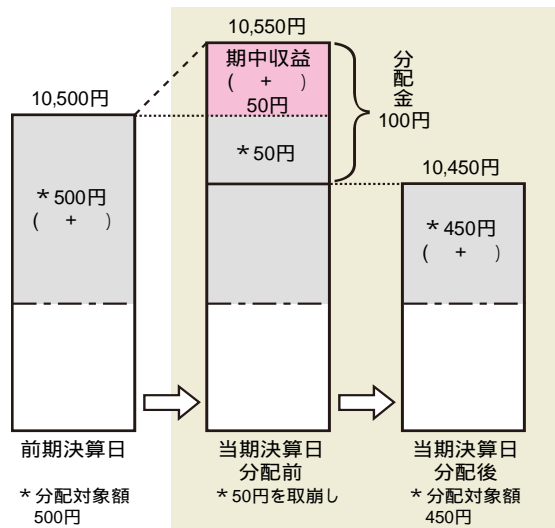 10,500円
*500円
( + )
前期決算日
*分配対象額
500円
10,550円
期中収益
( + )
50円
*50円
分配金
100円
当期決算日
分配前
*50円を取崩し
10,450円
*450円
( + )
当期決算日
分配後
*分配対象額
450円